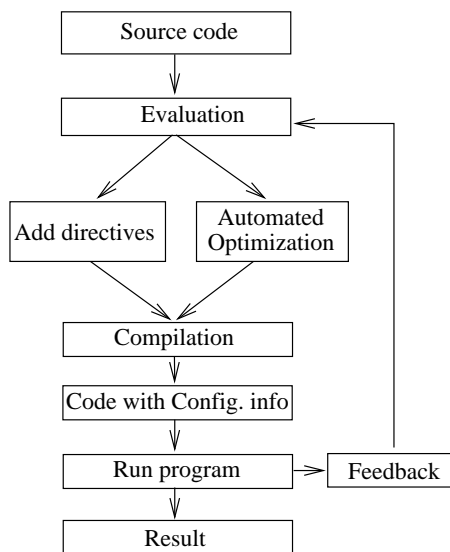 Source code
Evaluation
Add directives
Automated
Optimization
Compilation
Code with Config. info
Run program
Feedback
Result